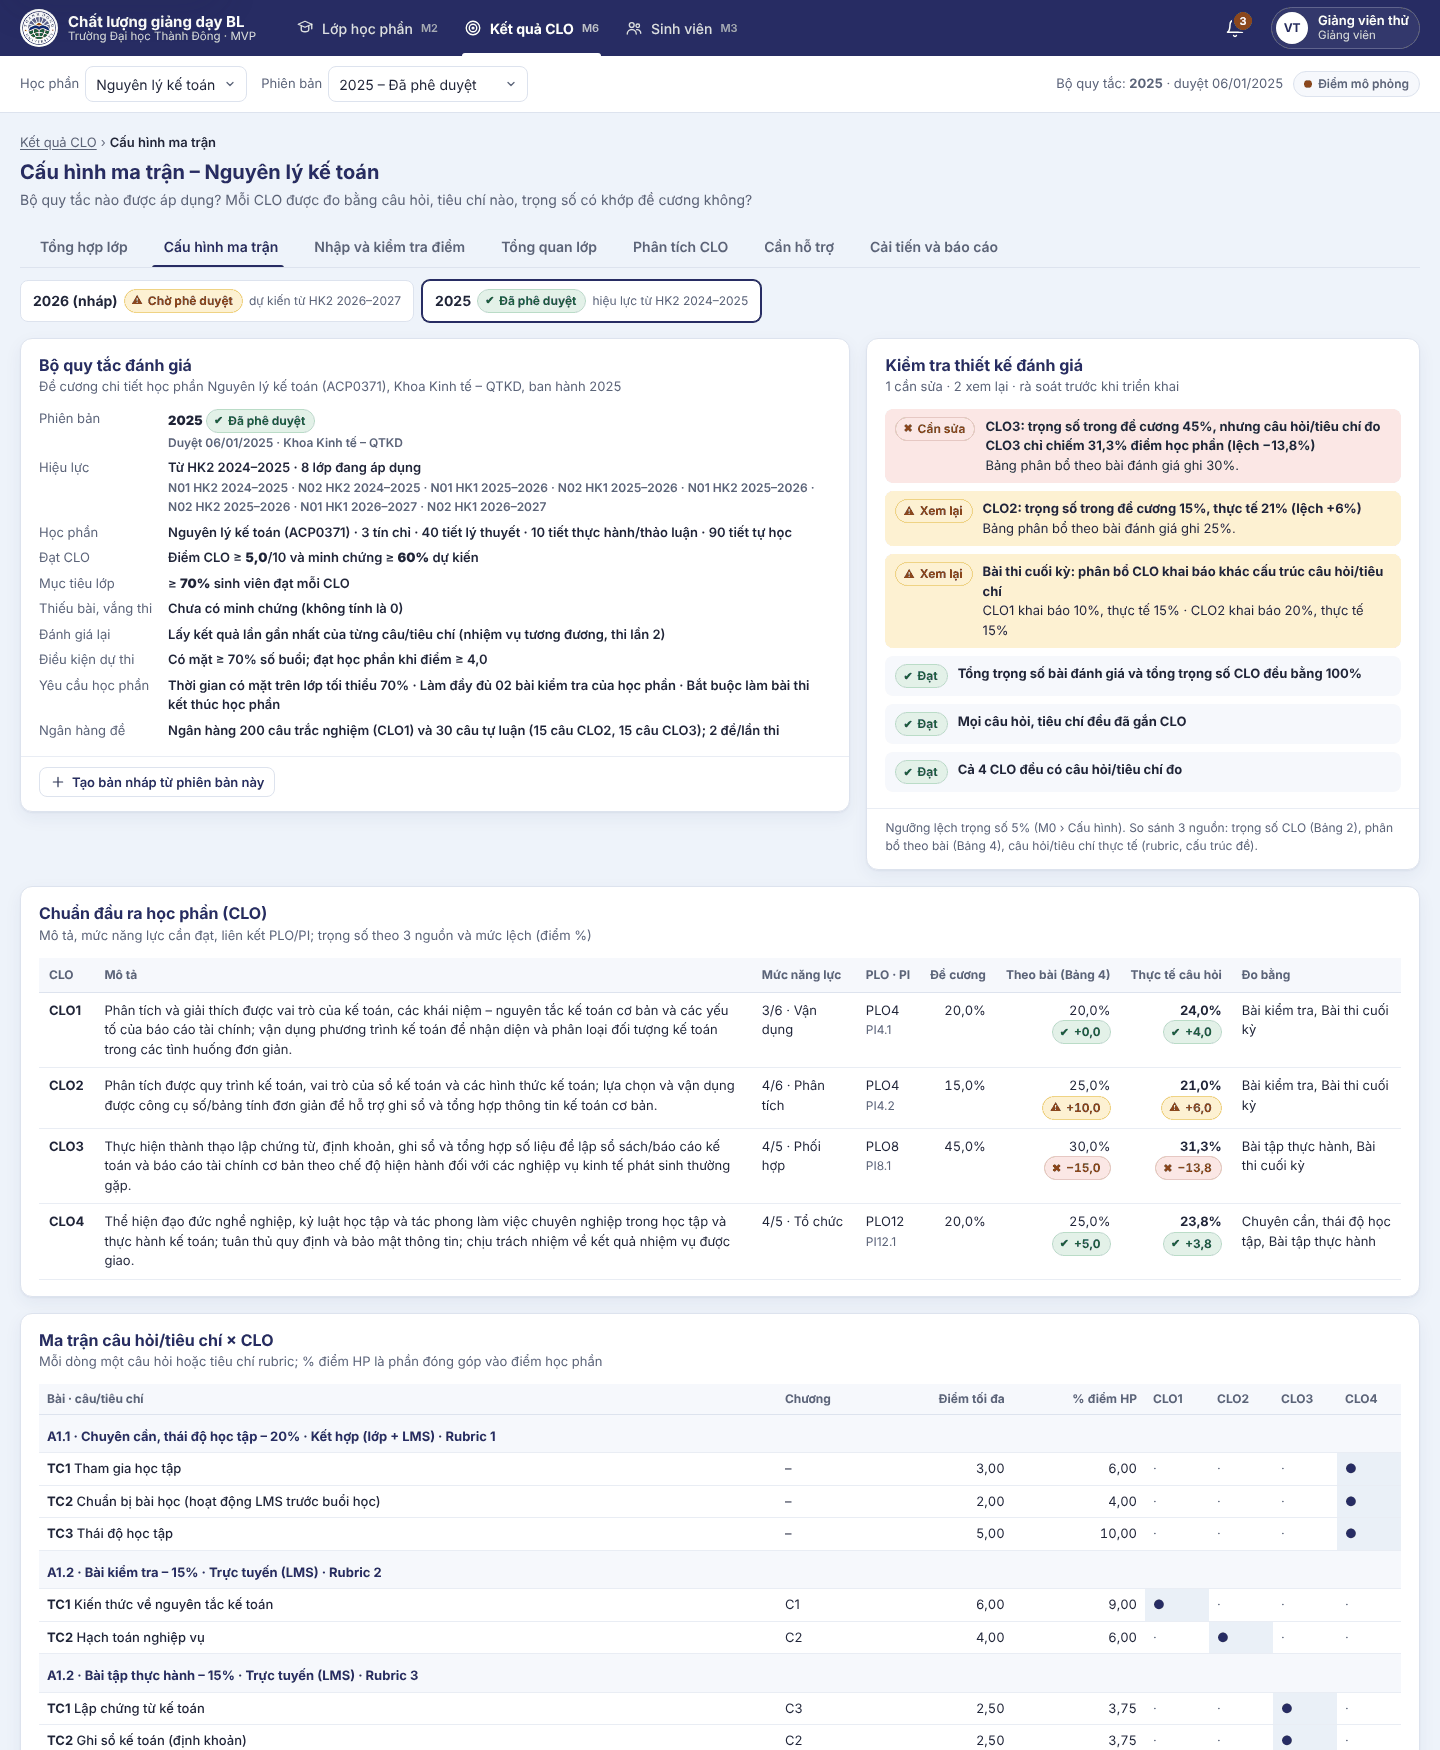 Chất lượng giảng dạy BL
Trường Đại học Thành Đông · MVP
Lớp học phần M2
Kết quả CLO M6
Sinh viên M3
3
VT
Giảng viên thử
Giảng viên
Học phần
Nguyên lý kế toán
Phiên bản
2025 – Đã phê duyệt
Bộ quy tắc: 2025 · duyệt 06/01/2025
Điểm mô phỏng
Kết quả CLO › Cấu hình ma trận
Cấu hình ma trận – Nguyên lý kế toán
Bộ quy tắc nào được áp dụng? Mỗi CLO được đo bằng câu hỏi, tiêu chí nào, trọng số có khớp đề cương không?
Tổng hợp lớp
Cấu hình ma trận
Nhập và kiểm tra điểm
Tổng quan lớp
Phân tích CLO
Cần hỗ trợ
Cải tiến và báo cáo
2026 (nháp) Chờ phê duyệt dự kiến từ HK2 2026–2027
2025 Đã phê duyệt hiệu lực từ HK2 2024–2025
Bộ quy tắc đánh giá
Đề cương chi tiết học phần Nguyên lý kế toán (ACP0371), Khoa Kinh tế – QTKD, ban hành 2025
Phiên bản
2025 Đã phê duyệt
Duyệt 06/01/2025 · Khoa Kinh tế – QTKD
Hiệu lực
Từ HK2 2024–2025 · 8 lớp đang áp dụng
N01 HK2 2024–2025 · N02 HK2 2024–2025 · N01 HK1 2025–2026 · N02 HK1 2025–2026 · N01 HK2 2025–2026 ·
N02 HK2 2025–2026 · N01 HK1 2026–2027 · N02 HK1 2026–2027
Học phần
Nguyên lý kế toán (ACP0371) · 3 tín chỉ · 40 tiết lý thuyết · 10 tiết thực hành/thảo luận · 90 tiết tự học
Đạt CLO
Điểm CLO ≥ 5,0/10 và minh chứng ≥ 60% dự kiến
Mục tiêu lớp
≥ 70% sinh viên đạt mỗi CLO
Thiếu bài, vắng thi
Chưa có minh chứng (không tính là 0)
Đánh giá lại
Lấy kết quả lần gần nhất của từng câu/tiêu chí (nhiệm vụ tương đương, thi lần 2)
Điều kiện dự thi
Có mặt ≥ 70% số buổi; đạt học phần khi điểm ≥ 4,0
Yêu cầu học phần
Thời gian có mặt trên lớp tối thiểu 70% · Làm đầy đủ 02 bài kiểm tra của học phần · Bắt buộc làm bài thi
kết thúc học phần
Ngân hàng đề
Ngân hàng 200 câu trắc nghiệm (CLO1) và 30 câu tự luận (15 câu CLO2, 15 câu CLO3); 2 đề/lần thi
Tạo bản nháp từ phiên bản này
Kiểm tra thiết kế đánh giá
1 cần sửa · 2 xem lại · rà soát trước khi triển khai
✖ Cần sửa
CLO3: trọng số trong đề cương 45%, nhưng câu hỏi/tiêu chí đo
CLO3 chỉ chiếm 31,3% điểm học phần (lệch −13,8%)
Bảng phân bổ theo bài đánh giá ghi 30%.
Xem lại
CLO2: trọng số trong đề cương 15%, thực tế 21% (lệch +6%)
Bảng phân bổ theo bài đánh giá ghi 25%.
Xem lại
Bài thi cuối kỳ: phân bổ CLO khai báo khác cấu trúc câu hỏi/tiêu
chí
CLO1 khai báo 10%, thực tế 15% · CLO2 khai báo 20%, thực tế
15%
✔ Đạt Tổng trọng số bài đánh giá và tổng trọng số CLO đều bằng 100%
✔ Đạt Mọi câu hỏi, tiêu chí đều đã gắn CLO
✔ Đạt Cả 4 CLO đều có câu hỏi/tiêu chí đo
Ngưỡng lệch trọng số 5% (M0 › Cấu hình). So sánh 3 nguồn: trọng số CLO (Bảng 2), phân
bổ theo bài (Bảng 4), câu hỏi/tiêu chí thực tế (rubric, cấu trúc đề).
Chuẩn đầu ra học phần (CLO)
Mô tả, mức năng lực cần đạt, liên kết PLO/PI; trọng số theo 3 nguồn và mức lệch (điểm %)
CLO Mô tả Mức năng lực PLO · PI Đề cương Theo bài (Bảng 4) Thực tế câu hỏi Đo bằng
CLO1 Phân tích và giải thích được vai trò của kế toán, các khái niệm – nguyên tắc kế toán cơ bản và các yếu 3/6 · Vận PLO4 20,0% 20,0% 24,0% Bài kiểm tra, Bài thi cuối
tố của báo cáo tài chính; vận dụng phương trình kế toán để nhận diện và phân loại đối tượng kế toán dụng PI4.1 ✔ +0,0 ✔ +4,0 kỳ
trong các tình huống đơn giản.
CLO2 Phân tích được quy trình kế toán, vai trò của sổ kế toán và các hình thức kế toán; lựa chọn và vận dụng 4/6 · Phân PLO4 15,0% 25,0% 21,0% Bài kiểm tra, Bài thi cuối
được công cụ số/bảng tính đơn giản để hỗ trợ ghi sổ và tổng hợp thông tin kế toán cơ bản. tích PI4.2 +10,0 +6,0 kỳ
CLO3 Thực hiện thành thạo lập chứng từ, định khoản, ghi sổ và tổng hợp số liệu để lập sổ sách/báo cáo kế 4/5 · Phối PLO8 45,0% 30,0% 31,3% Bài tập thực hành, Bài
toán và báo cáo tài chính cơ bản theo chế độ hiện hành đối với các nghiệp vụ kinh tế phát sinh thường hợp PI8.1 ✖ −15,0 ✖ −13,8 thi cuối kỳ
gặp.
CLO4 Thể hiện đạo đức nghề nghiệp, kỷ luật học tập và tác phong làm việc chuyên nghiệp trong học tập và 4/5 · Tổ chức PLO12 20,0% 25,0% 23,8% Chuyên cần, thái độ học
thực hành kế toán; tuân thủ quy định và bảo mật thông tin; chịu trách nhiệm về kết quả nhiệm vụ được PI12.1 ✔ +5,0 ✔ +3,8 tập, Bài tập thực hành
giao.
Ma trận câu hỏi/tiêu chí × CLO
Mỗi dòng một câu hỏi hoặc tiêu chí rubric; % điểm HP là phần đóng góp vào điểm học phần
Bài · câu/tiêu chí Chương Điểm tối đa % điểm HP CLO1 CLO2 CLO3 CLO4
A1.1 · Chuyên cần, thái độ học tập – 20% · Kết hợp (lớp + LMS) · Rubric 1
TC1 Tham gia học tập – 3,00 6,00 · · · ●
TC2 Chuẩn bị bài học (hoạt động LMS trước buổi học) – 2,00 4,00 · · · ●
TC3 Thái độ học tập – 5,00 10,00 · · · ●
A1.2 · Bài kiểm tra – 15% · Trực tuyến (LMS) · Rubric 2
TC1 Kiến thức về nguyên tắc kế toán C1 6,00 9,00 ● · · ·
TC2 Hạch toán nghiệp vụ C2 4,00 6,00 · ● · ·
A1.2 · Bài tập thực hành – 15% · Trực tuyến (LMS) · Rubric 3
TC1 Lập chứng từ kế toán C3 2,50 3,75 · · ● ·
TC2 Ghi sổ kế toán (định khoản) C2 2,50 3,75 · · ● ·